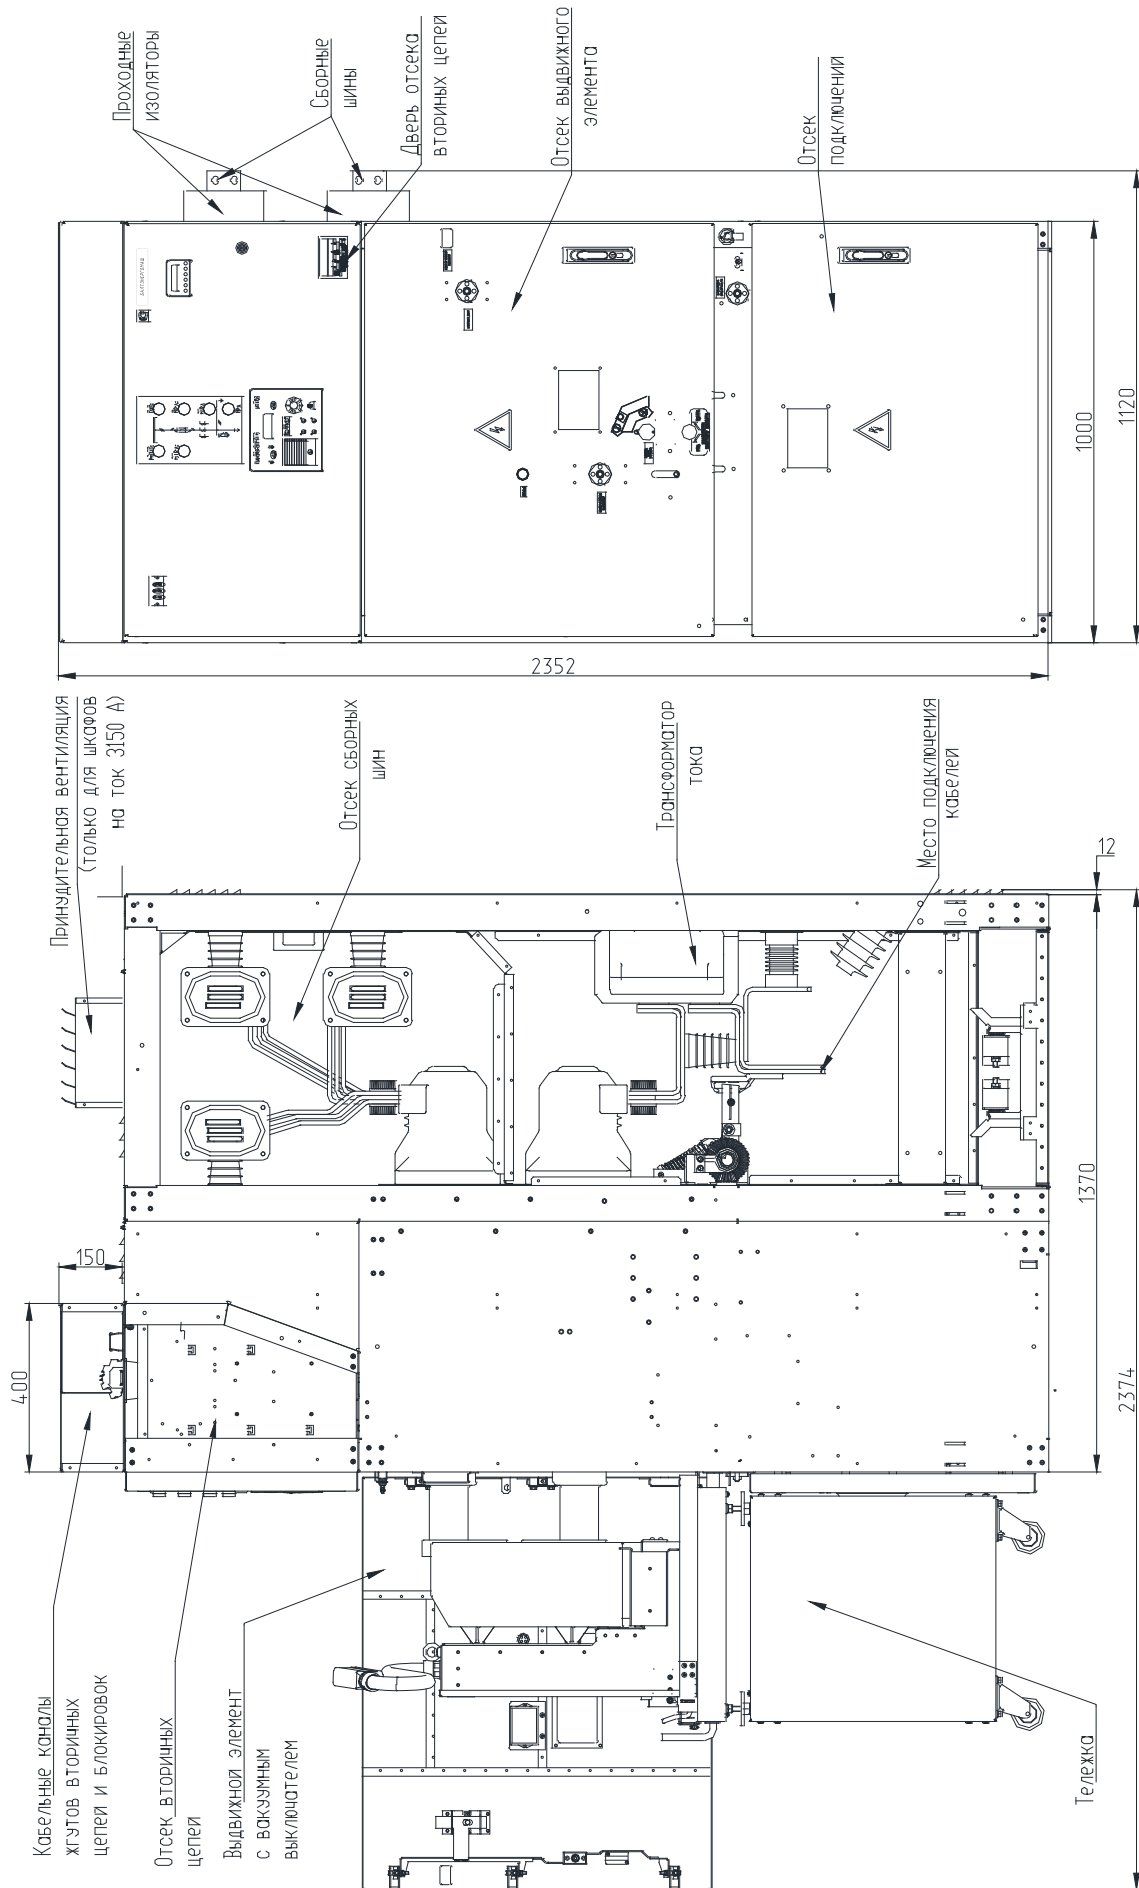 Кабельные каналы
жгутов вторичных
цепей и блокировок
Отсек вторичных
цепей
Выдвижной элемент
с вакуумным
выключателем
Тележка
400
150
2374
1370
12
Принудительная вентиляция
(только для шкафов
на ток 3150 А)
Отсек сборных
шин
Трансформатор
тока
Место подключения
кабелей
2352
1000
1120
Проходные
изоляторы
Сборные
шины
Дверь отсека
вториных цепей
Отсек выдвижного
элемента
Отсек
подключений